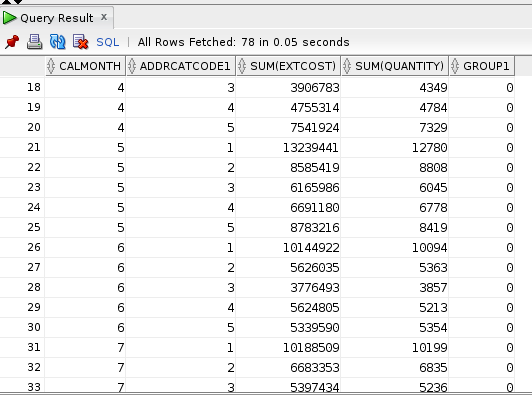 Query Result x
SQL | All Rows Fetched: 78 in 0.05 seconds
CALMONTH ADDRCATCODE1 SUM(EXTCOST) SUM(QUANTITY) GROUP1
18 4 3 3906783 4349 0
19 4 4 4755314 4784 0
20 4 5 7541924 7329 0
21 5 1 13239441 12780 0
22 5 2 8585419 8808 0
23 5 3 6165986 6045 0
24 5 4 6691180 6778 0
25 5 5 8783216 8419 0
26 6 1 10144922 10094 0
27 6 2 5626035 5363 0
28 6 3 3776493 3857 0
29 6 4 5624805 5213 0
30 6 5 5339590 5354 0
31 7 1 10188509 10199 0
32 7 2 6683353 6835 0
33 7 3 5397434 5236 0